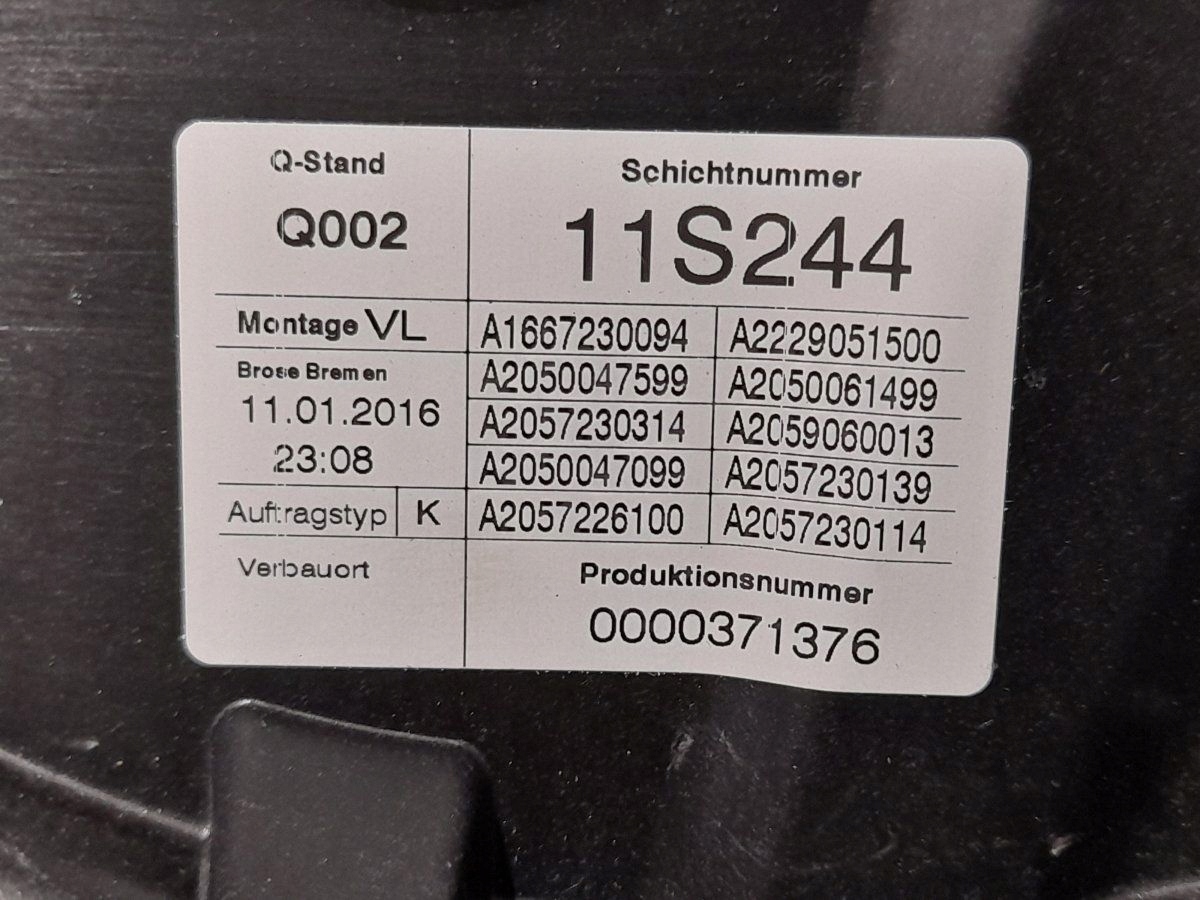 Q-Stand
Q002
Schichtnummer
11S244
Montage VL
Brose Bremen
11.01.2016
23:08
Auftragstyp K
Verbauort
A1667230094 A2229051500
A2050047599 A2050061499
A2057230314 A2059060013
A2050047099 A2057230139
A2057226100 A2057230114
Produktionsnummer
0000371376